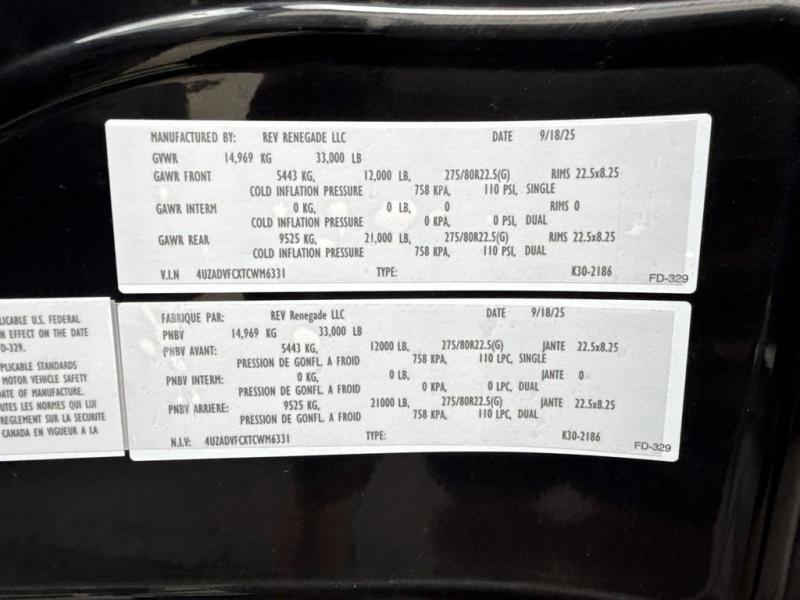 MANUFACTURED BY: REV RENEGADE LLC DATE 9/18/25
GVWR 14,969 KG 33,000 LB
GAWR FRONT 5443 KG, 12,000 LB, 275/80R22.5(G) RIMS 22.5x8.25
COLD INFLATION PRESSURE 758 KPA, 110 PSI, SINGLE
GAWR INTERM 0 KG, 0 LB, 0 RIMS 0
COLD INFLATION PRESSURE 0 KPA, 0 PSI, DUAL
GAWR REAR 9525 KG, 21,000 LB, 275/80R22.5(G) RIMS 22.5x8.25
COLD INFLATION PRESSURE 758 KPA, 110 PSI, DUAL
V.I.N 4UZADVFCXTCWM6331 TYPE: K30-2186
FD-329
LICABLE U.S. FEDERAL
N EFFECT ON THE DATE
D-329.
PLICABLE STANDARDS
MOTOR VEHICLE SAFETY
ATE OF MANUFACTURE.
UTES LES NORMES QUI LUI
REGLEMENT SUR LA SECURITE
CANADA EN VIGUEUR A LA
FABRIQUE PAR: REV Renegade LLC DATE 9/18/25
PNBV 14,969 KG 33,000 LB
PNBV AVANT: 5443 KG, 12000 LB, 275/80R22.5(G) JANTE 22.5x8.25
PRESSION DE GONFL. A FROID 758 KPA, 110 LPC, SINGLE
PNBV INTERM: 0 KG, 0 LB, 0 JANTE 0
PRESSION DE GONFL. A FROID 0 KPA, 0 LPC, DUAL
PNBV ARRIERE: 9525 KG, 21000 LB, 275/80R22.5(G) JANTE 22.5x8.25
PRESSION DE GONFL. A FROID 758 KPA, 110 LPC, DUAL
N.I.V: 4UZADVFCXTCWM6331 TYPE: K30-2186
FD-329